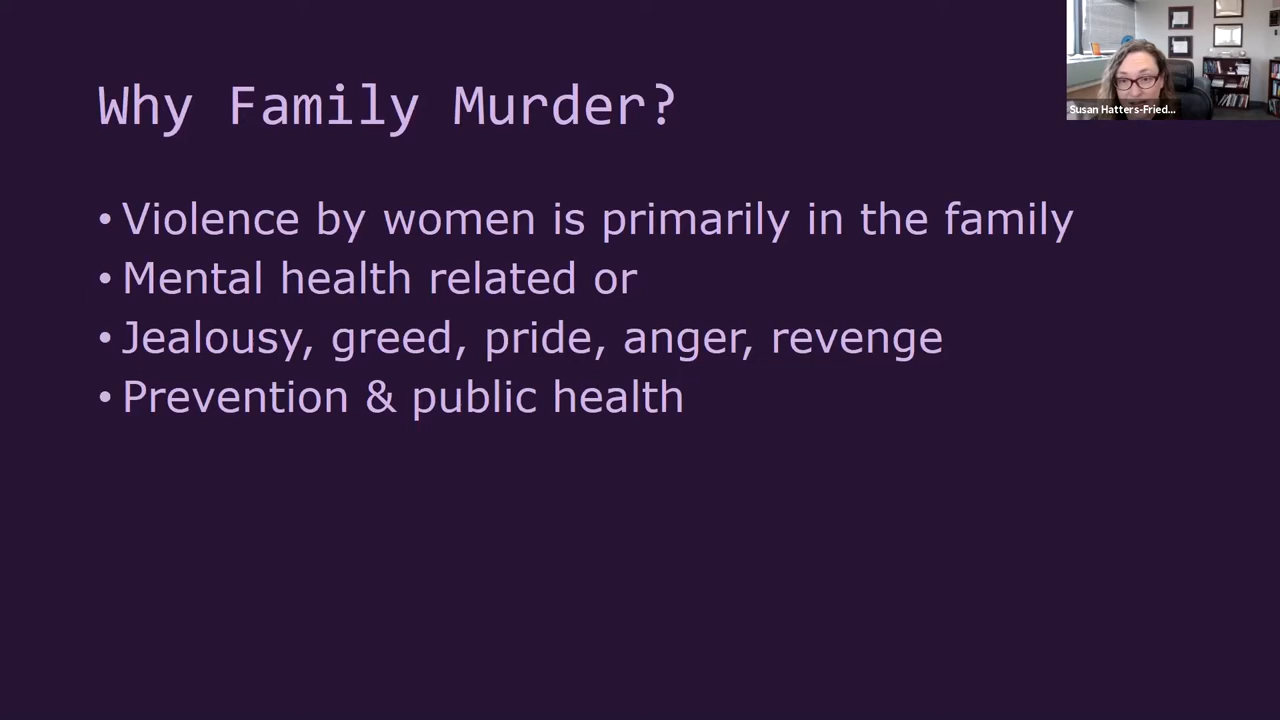 Why Family Murder?
• Violence by women is primarily in the family
• Mental health related or
• Jealousy, greed, pride, anger, revenge
• Prevention & public health
Susan Hatters-Fried...